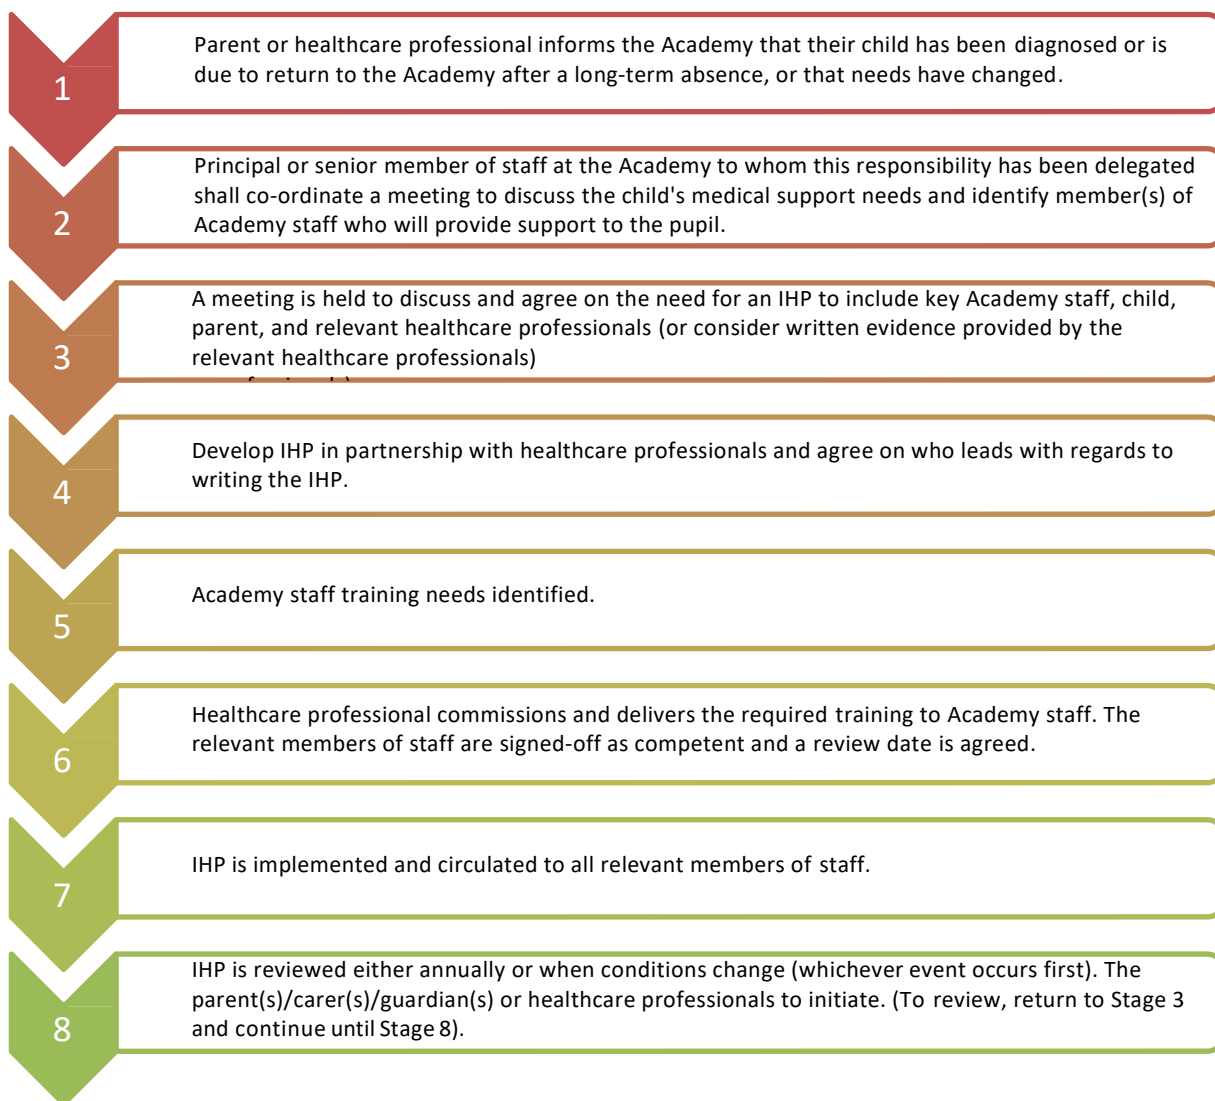 1
Parent or healthcare professional informs the Academy that their child has been diagnosed or is
due to return to the Academy after a long-term absence, or that needs have changed.
2
Principal or senior member of staff at the Academy to whom this responsibility has been delegated
shall co-ordinate a meeting to discuss the child's medical support needs and identify member(s) of
Academy staff who will provide support to the pupil.
3
A meeting is held to discuss and agree on the need for an IHP to include key Academy staff, child,
parent, and relevant healthcare professionals (or consider written evidence provided by the
relevant healthcare professionals)
4
Develop IHP in partnership with healthcare professionals and agree on who leads with regards to
writing the IHP.
5
Academy staff training needs identified.
6
Healthcare professional commissions and delivers the required training to Academy staff. The
relevant members of staff are signed-off as competent and a review date is agreed.
7
IHP is implemented and circulated to all relevant members of staff.
8
IHP is reviewed either annually or when conditions change (whichever event occurs first). The
parent(s)/carer(s)/guardian(s) or healthcare professionals to initiate. (To review, return to Stage 3
and continue until Stage 8).